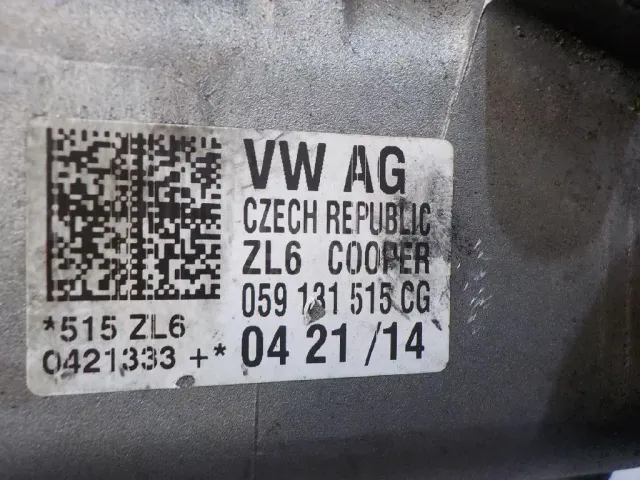 VW AG
CZECH REPUBLIC
ZL6 COOPER
059 131 515 CG
04 21 /14
*515 ZL6
0421333 +*